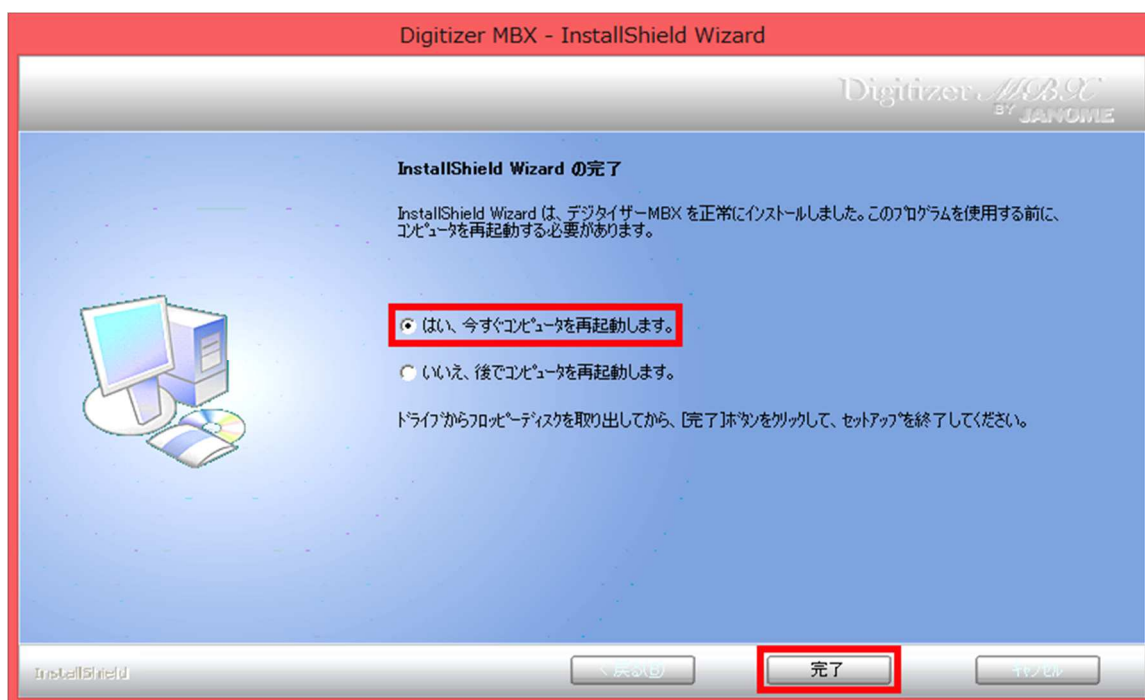 Digitizer MBX - InstallShield Wizard
Digitizer MBX
BY JANOME
InstallShield Wizard の完了
InstallShield Wizard は、デジタイザーMBX を正常にインストールしました。このプログラムを使用する前に、
コンピュータを再起動する必要があります。
はい、今すぐコンピュータを再起動します。
いいえ、後でコンピュータを再起動します。
ドライブからフロッピーディスクを取り出してから、[完了]ボタンをクリックして、セットアップを終了してください。
InstallShield
< 戻る(B)
完了
キャンセル